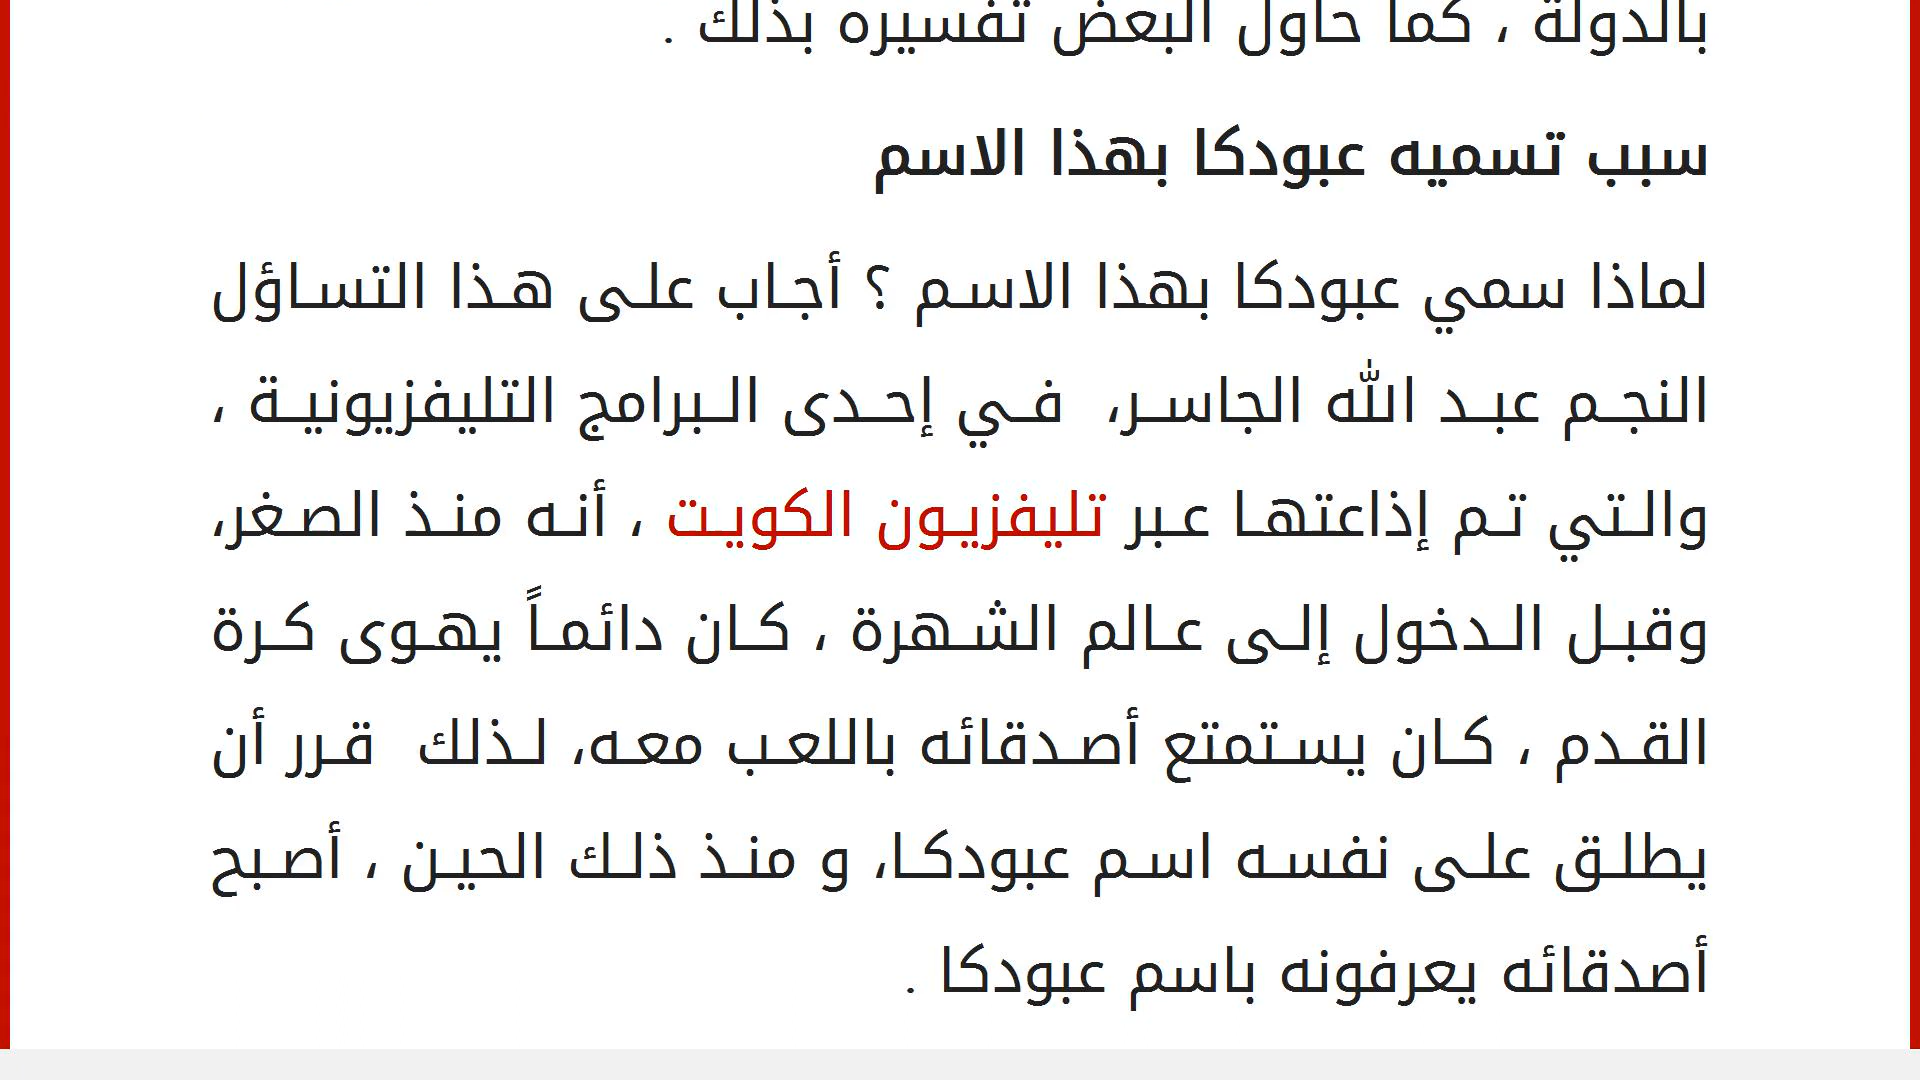 بالدولة ، كما حاول البعض تفسيره بذلك .
سبب تسميه عبودكا بهذا الاسم
لماذا سمي عبودكا بهذا الاسم ؟ أجاب على هذا التساؤل
النجم عبد الله الجاسر، في إحدى البرامج التليفزيونية ،
والتي تم إذاعتها عبر تليفزيون الكويت ، أنه منذ الصغر،
وقبل الدخول إلى عالم الشهرة ، كان دائماً يهوى كرة
القدم ، كان يستمتع أصدقائه باللعب معه، لذلك قرر أن
يطلق على نفسه اسم عبودكا، و منذ ذلك الحين ، أصبح
أصدقائه يعرفونه باسم عبودكا .